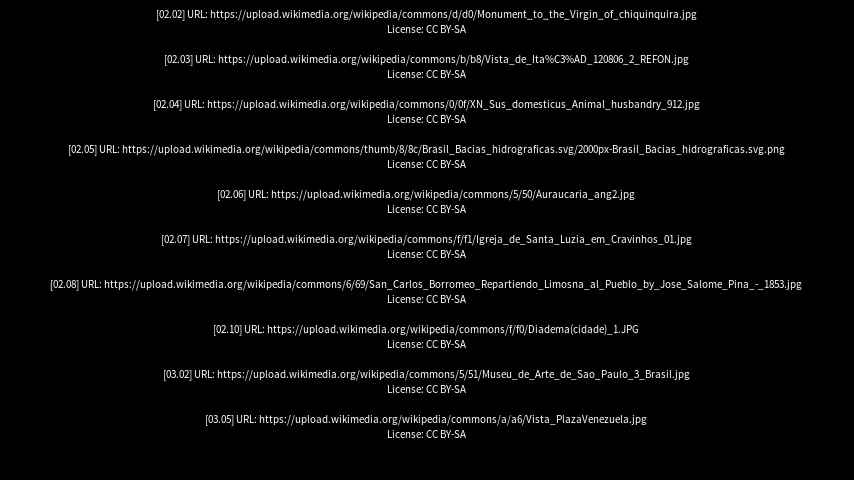 [02.02] URL: https://upload.wikimedia.org/wikipedia/commons/d/d0/Monument_to_the_Virgin_of_chiquinquira.jpg
License: CC BY-SA
[02.03] URL: https://upload.wikimedia.org/wikipedia/commons/b/b8/Vista_de_Ita%C3%AD_120806_2_REFON.jpg
License: CC BY-SA
[02.04] URL: https://upload.wikimedia.org/wikipedia/commons/0/0f/XN_Sus_domesticus_Animal_husbandry_912.jpg
License: CC BY-SA
[02.05] URL: https://upload.wikimedia.org/wikipedia/commons/thumb/8/8c/Brasil_Bacias_hidrograficas.svg/2000px-Brasil_Bacias_hidrograficas.svg.png
License: CC BY-SA
[02.06] URL: https://upload.wikimedia.org/wikipedia/commons/5/50/Auraucaria_ang2.jpg
License: CC BY-SA
[02.07] URL: https://upload.wikimedia.org/wikipedia/commons/f/f1/Igreja_de_Santa_Luzia_em_Cravinhos_01.jpg
License: CC BY-SA
[02.08] URL: https://upload.wikimedia.org/wikipedia/commons/6/69/San_Carlos_Borromeo_Repartiendo_Limosna_al_Pueblo_by_Jose_Salome_Pina_-_1853.jpg
License: CC BY-SA
[02.10] URL: https://upload.wikimedia.org/wikipedia/commons/f/f0/Diadema(cidade)_1.JPG
License: CC BY-SA
[03.02] URL: https://upload.wikimedia.org/wikipedia/commons/5/51/Museu_de_Arte_de_Sao_Paulo_3_Brasil.jpg
License: CC BY-SA
[03.05] URL: https://upload.wikimedia.org/wikipedia/commons/a/a6/Vista_PlazaVenezuela.jpg
License: CC BY-SA